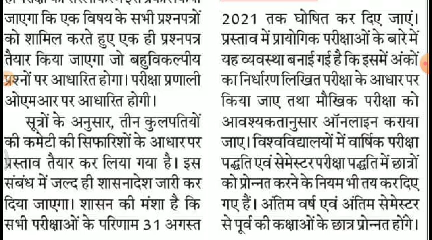 जाएगा कि एक विषय के सभी प्रश्नपत्रों
को शामिल करते हुए एक ही प्रश्नपत्र
तैयार किया जाएगा जो बहुविकल्पीय
प्रश्नों पर आधारित होगा। परीक्षा प्रणाली
ओएमआर पर आधारित होगी।
सूत्रों के अनुसार, तीन कुलपतियों
की कमेटी की सिफारिशों के आधार पर
प्रस्ताव तैयार कर लिया गया है। इस
संबंध में जल्द ही शासनादेश जारी कर
दिया जाएगा। शासन की मंशा है कि
सभी परीक्षाओं के परिणाम 31 अगस्त
2021 तक घोषित कर दिए जाएं।
प्रस्ताव में प्रायोगिक परीक्षाओं के बारे में
यह व्यवस्था बनाई गई है कि इसमें अंकों
का निर्धारण लिखित परीक्षा के आधार पर
किया जाए तथा मौखिक परीक्षा को
आवश्यकतानुसार ऑनलाइन कराया
जाए। विश्वविद्यालयों में वार्षिक परीक्षा
पद्धति एवं सेमेस्टर परीक्षा पद्धति में छात्रों
को प्रोन्नत करने के नियम भी तय कर दिए
गए हैं। अंतिम वर्ष एवं अंतिम सेमेस्टर
से पूर्व की कक्षाओं के छात्र प्रोन्नत होंगे।